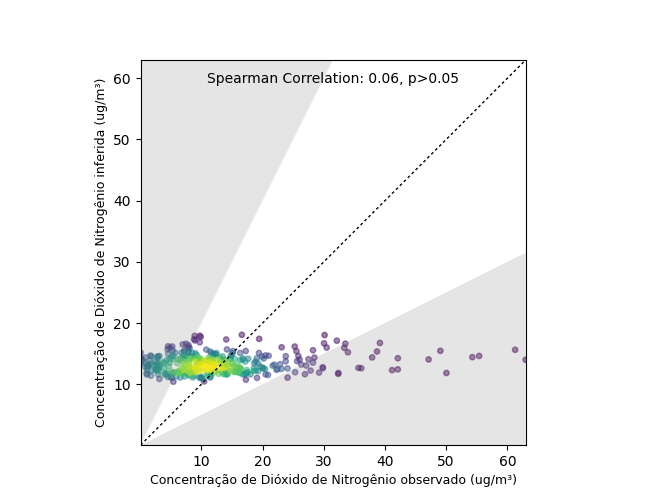 Spearman Correlation: 0.06, p>0.05
Concentração de Dióxido de Nitrogênio inferida (ug/m³)
60
50
40
30
20
10
10 20 30 40 50 60
Concentração de Dióxido de Nitrogênio observado (ug/m³)